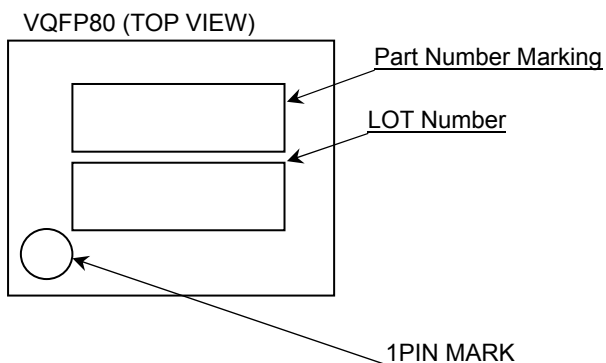 VQFP80 (TOP VIEW)
Part Number Marking
LOT Number
1PIN MARK